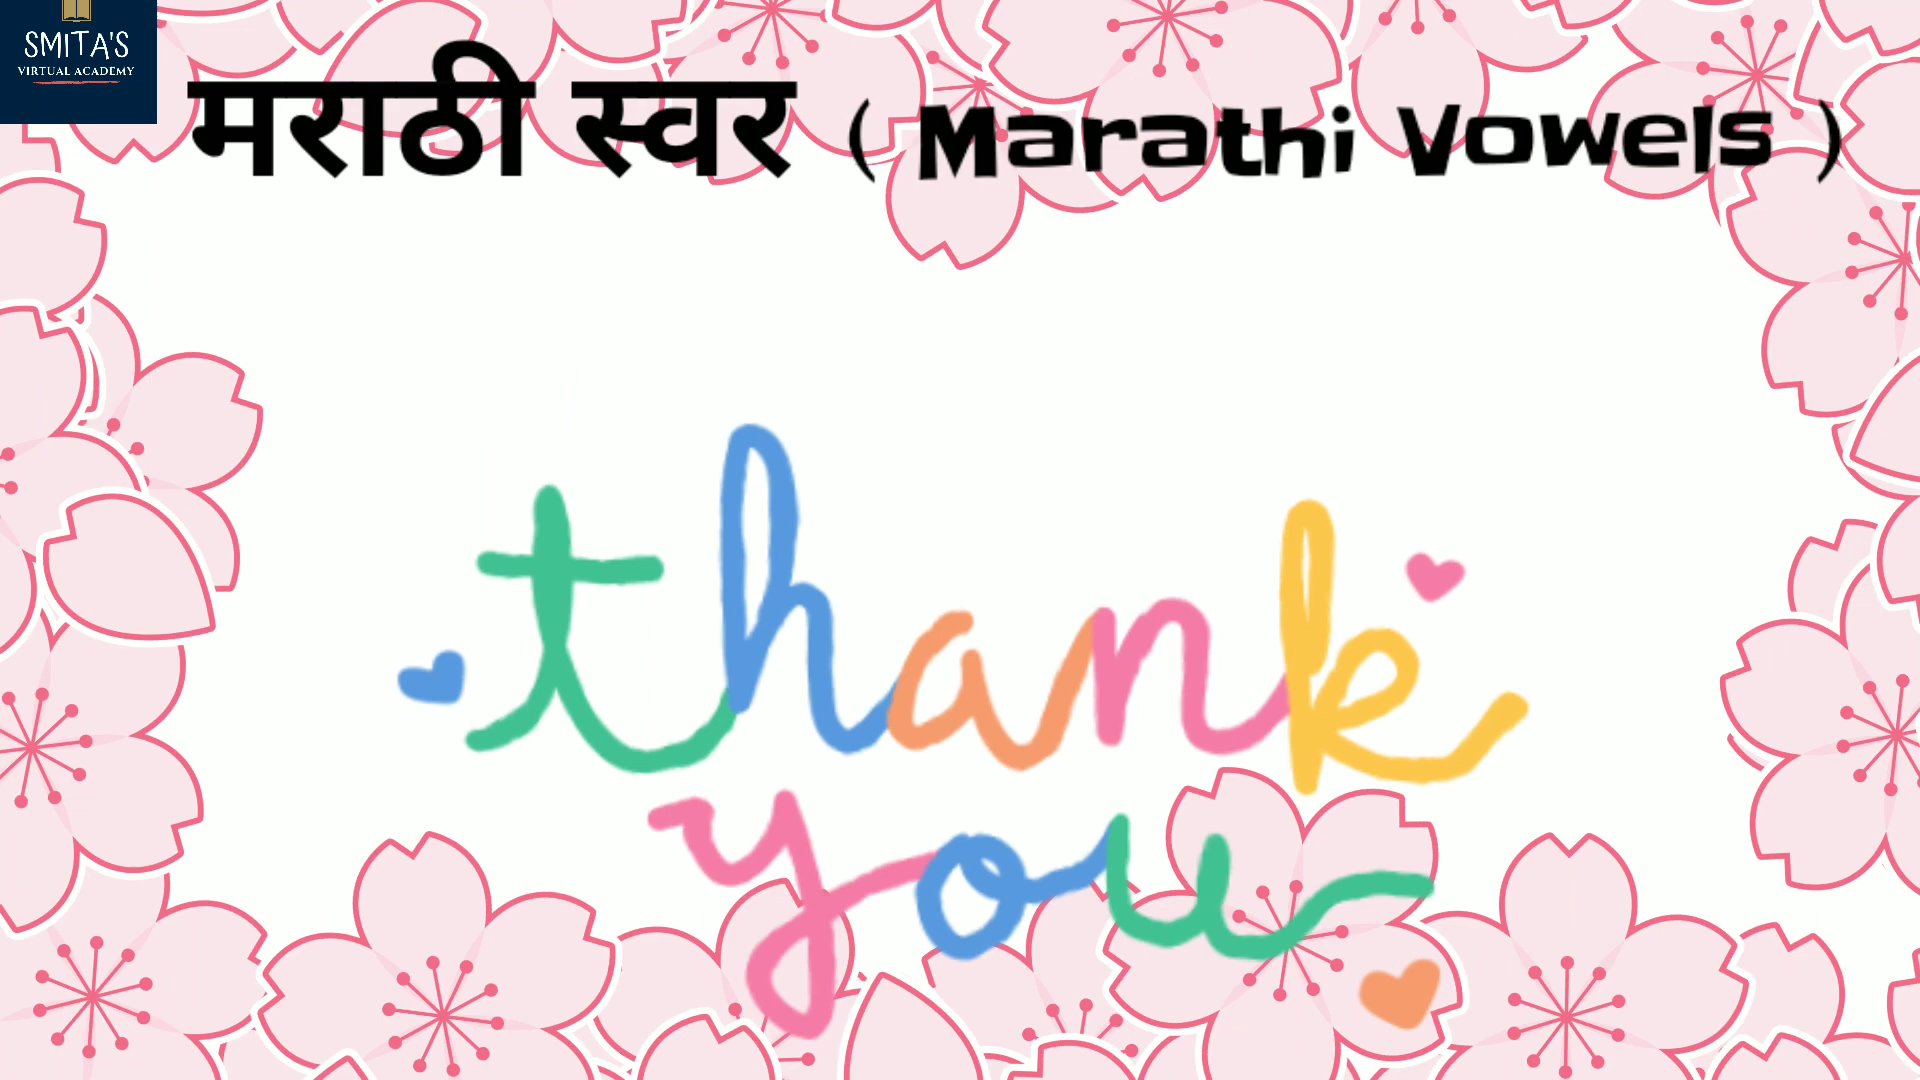 SMITA'S
VIRTUAL ACADEMY
मराठी स्वर ( Marathi Vowels )
thank
you